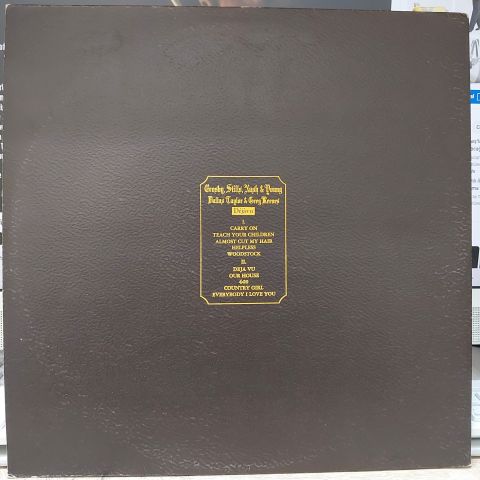 Crosby, Stills, Nash & Young
Dallas Taylor & Greg Reeves
Déjà vu
I.
CARRY ON
TEACH YOUR CHILDREN
ALMOST CUT MY HAIR
HELPLESS
WOODSTOCK
II.
DEJA VU
OUR HOUSE
4+20
COUNTRY GIRL
EVERYBODY I LOVE YOU